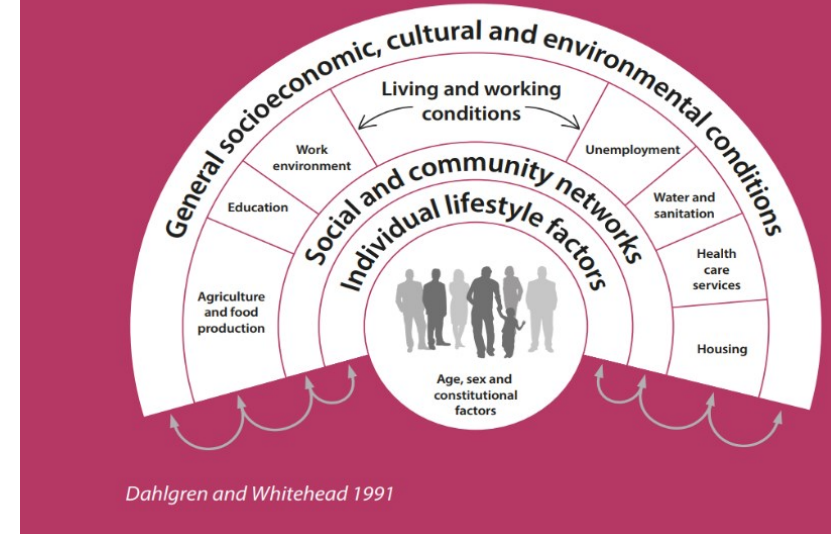 General socioeconomic, cultural and environmental conditions
Living and working
conditions
Work
environment
Unemployment
Education
Water and
sanitation
Agriculture
and food
production
Health
care
services
Housing
Social and community networks
Individual lifestyle factors
Age, sex and
constitutional
factors
Dahlgren and Whitehead 1991